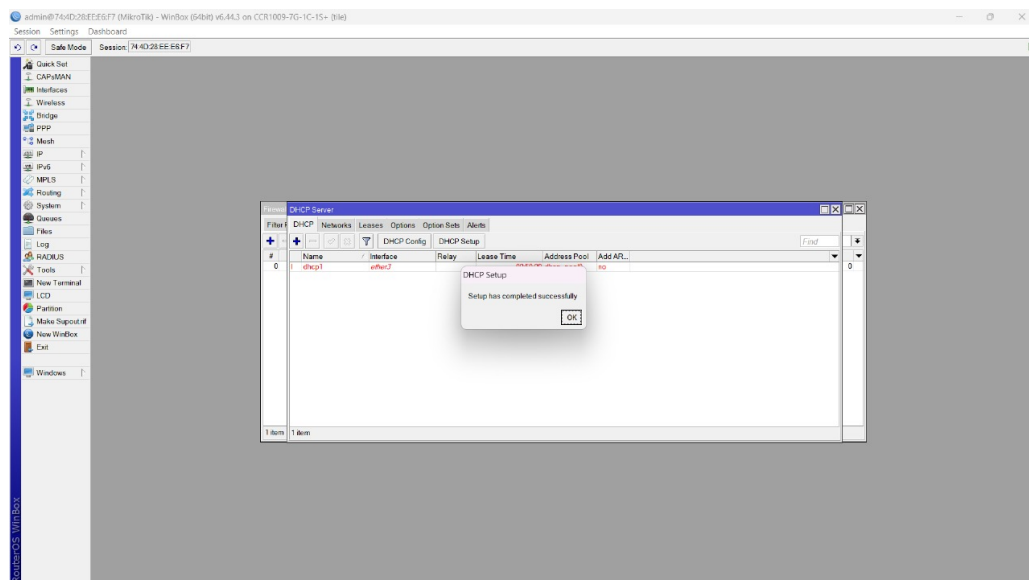 admin@74:4D:28:EE:E6:F7 (MikroTik) - WinBox (64bit) v6.44.3 on CCR1009-7G-1C-1S+ (tile)
Session Settings Dashboard
Safe Mode Session: 74:4D:28:EE:E6:F7
Quick Set
CAPsMAN
Interfaces
Wireless
Bridge
PPP
Mesh
IP
IPv6
MPLS
Routing
System
Queues
Files
Log
RADIUS
Tools
New Terminal
LCD
Partition
Make Supout.rif
New WinBox
Exit
Windows
RouterOS WinBox
DHCP Server
Filter DHCP Networks Leases Options Option Sets Alerts
DHCP Config DHCP Setup Find
# Name Interface Relay Lease Time Address Pool Add AR...
0 I dhcp1 no 0
DHCP Setup
Setup has completed successfully
OK
1 item 1 item